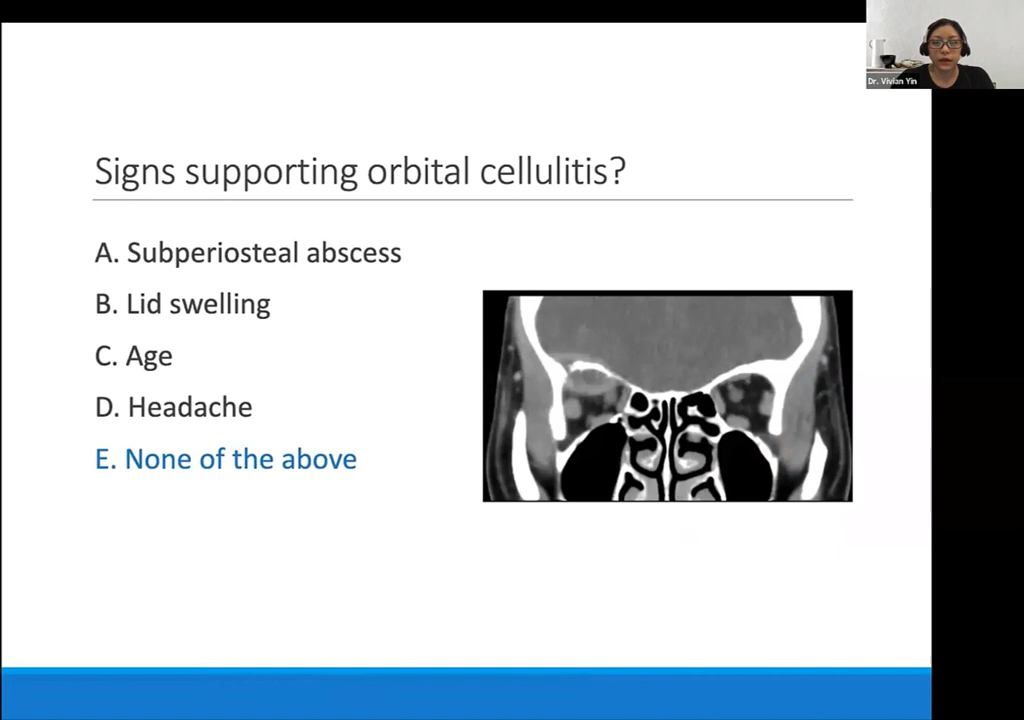 Dr. Vivian Yin
Signs supporting orbital cellulitis?
A. Subperiosteal abscess
B. Lid swelling
C. Age
D. Headache
E. None of the above